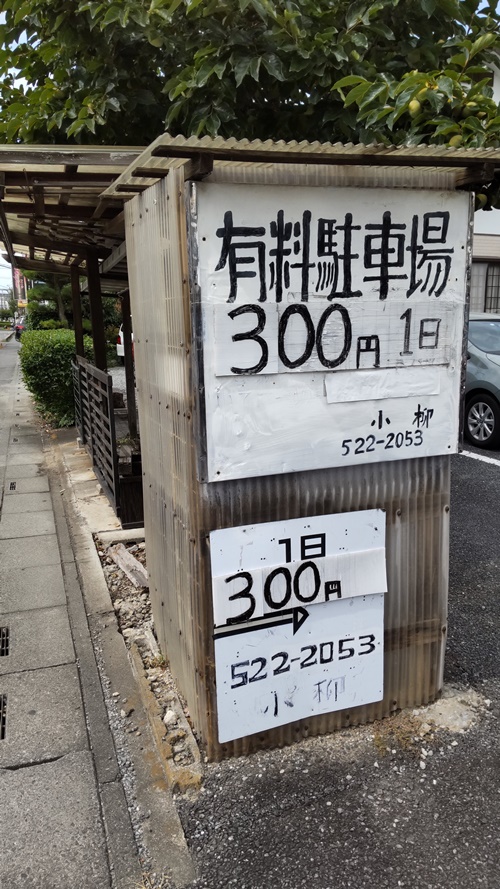 有料駐車場
300円 1日
小柳
522-2053
1日
300円
522-2053
小柳